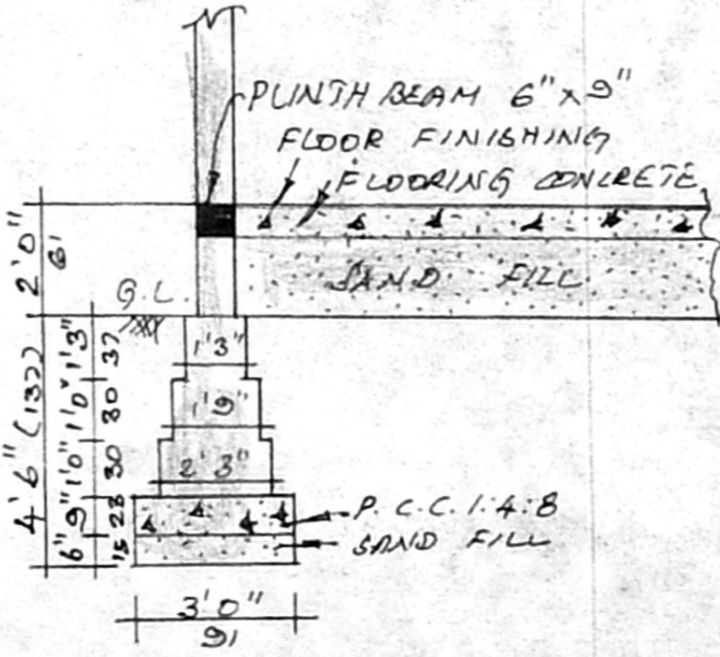 PLINTH BEAM 6" x 9"
FLOOR FINISHING
FLOORING CONCRETE
2'0"
61
SAND FILL
G.L.
4'6" (137)
1'3"
37
1'3"
1'0"
30
1'9"
1'0"
30
2'3"
9"
23
P.C.C. 1:4:8
6"
15
SAND FILL
3'0"
91